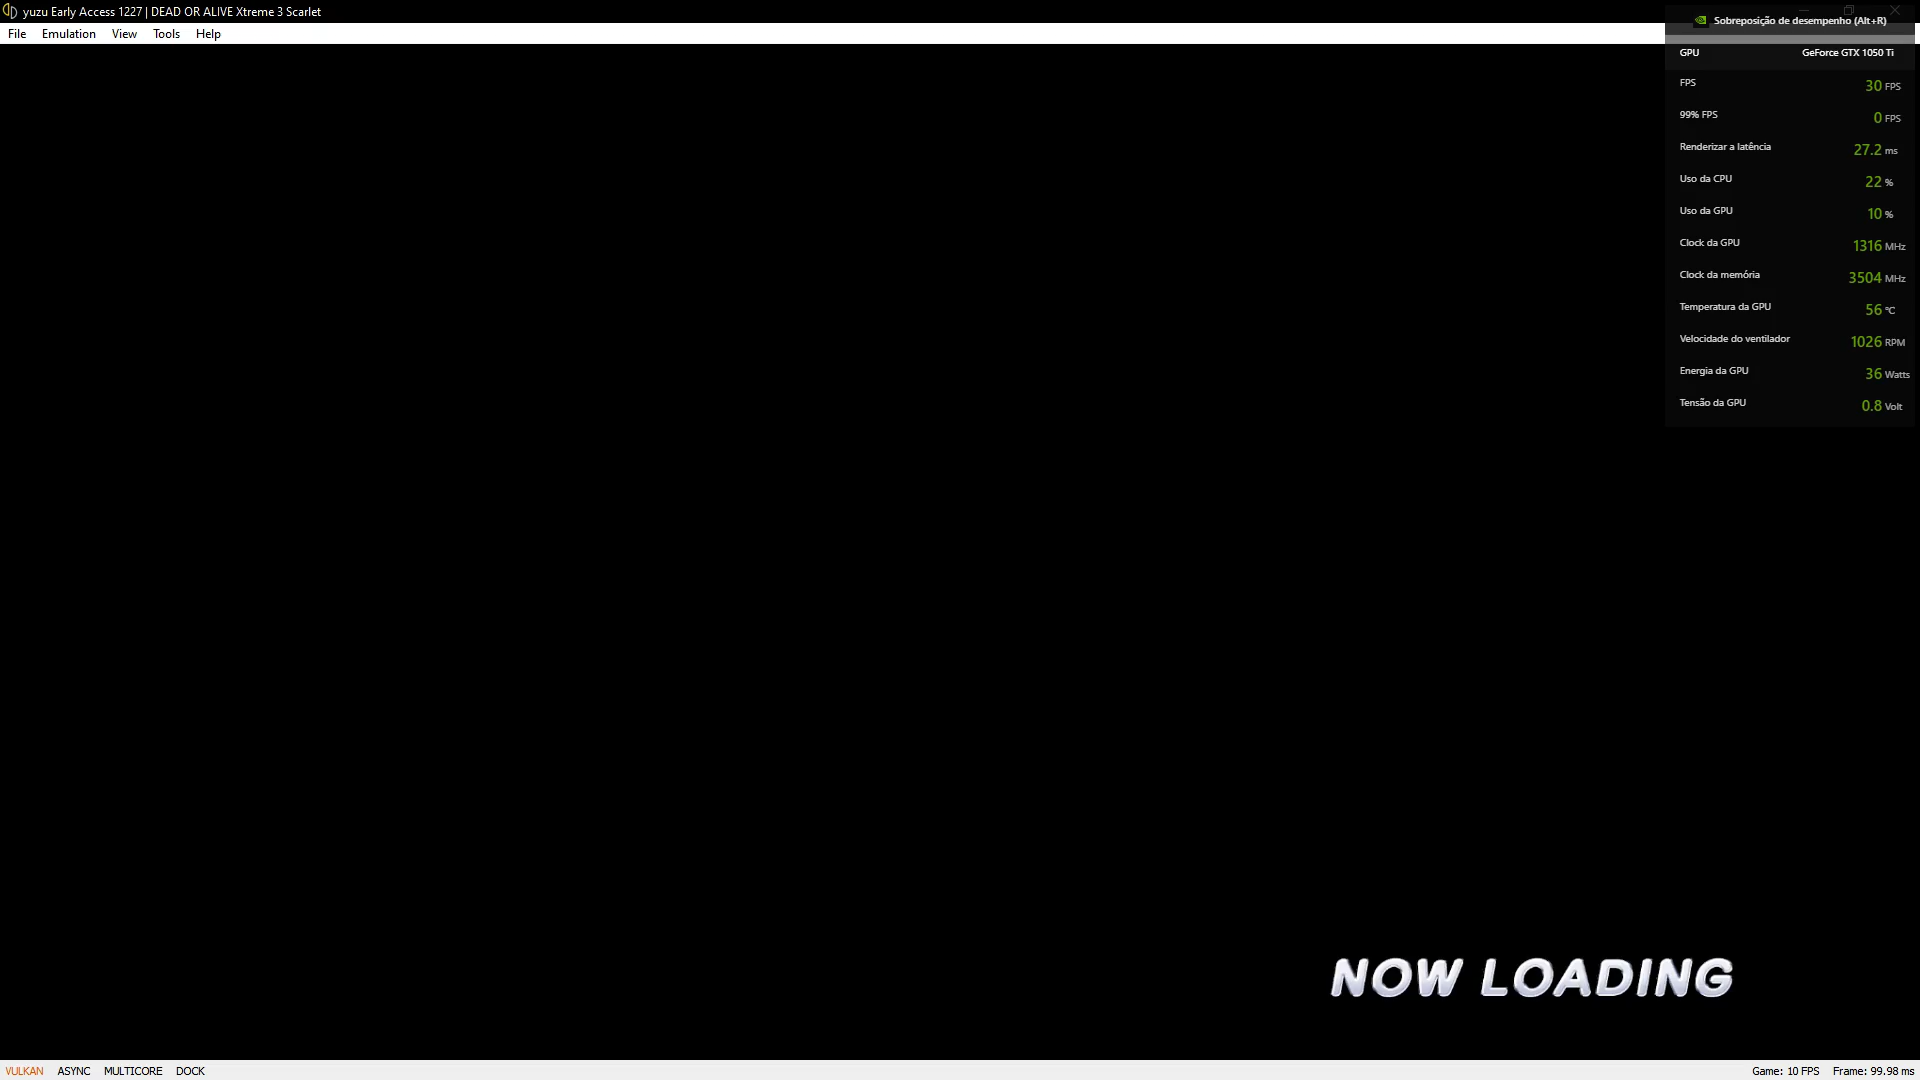 yuzu Early Access 1227 | DEAD OR ALIVE Xtreme 3 Scarlet
File Emulation View Tools Help
Sobreposição de desempenho (Alt+R)
GPU GeForce GTX 1050 Ti
FPS 30 FPS
99% FPS 0 FPS
Renderizar a latência 27.2 ms
Uso da CPU 22 %
Uso da GPU 10 %
Clock da GPU 1316 MHz
Clock da memória 3504 MHz
Temperatura da GPU 56 °C
Velocidade do ventilador 1026 RPM
Energia da GPU 36 Watts
Tensão da GPU 0.8 Volt
NOW LOADING
VULKAN ASYNC MULTICORE DOCK Game: 10 FPS Frame: 99.98 ms